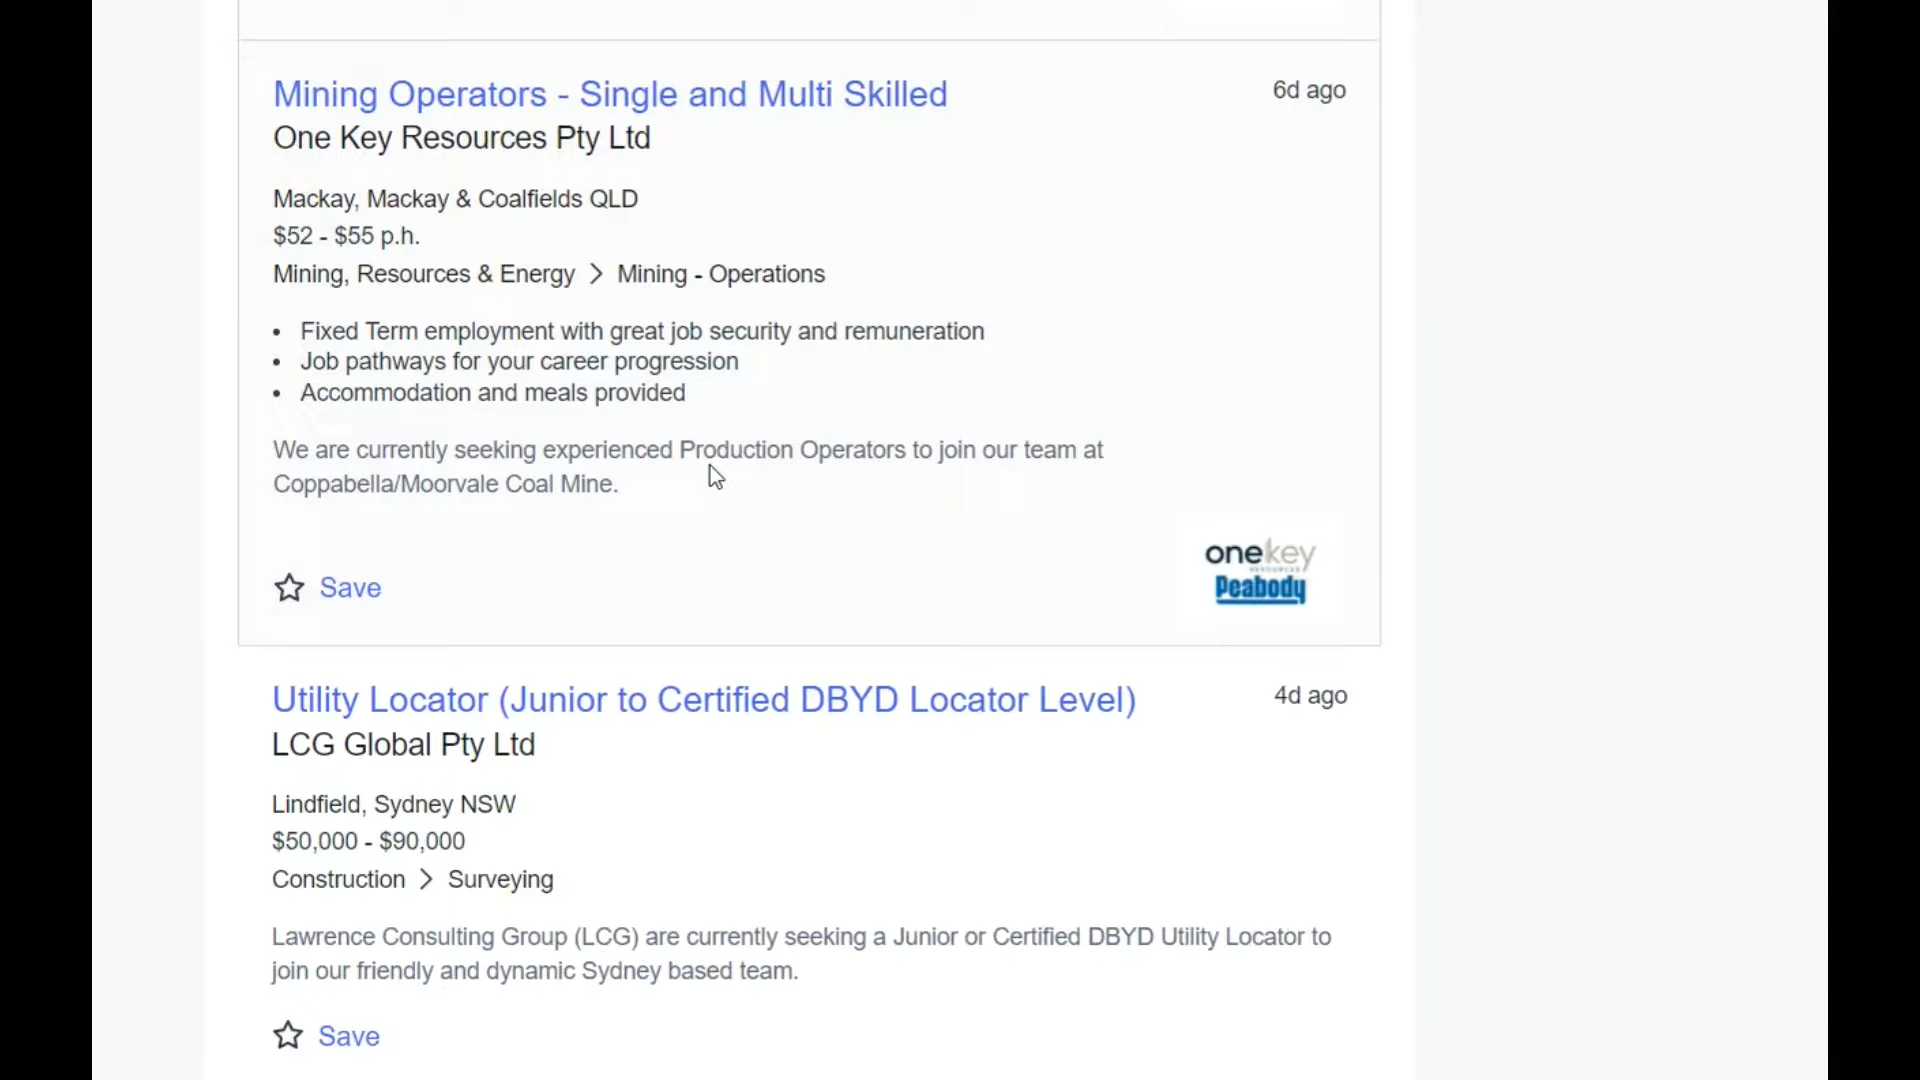 Mining Operators - Single and Multi Skilled
6d ago
One Key Resources Pty Ltd
Mackay, Mackay & Coalfields QLD
$52 - $55 p.h.
Mining, Resources & Energy > Mining - Operations
• Fixed Term employment with great job security and remuneration
• Job pathways for your career progression
• Accommodation and meals provided
We are currently seeking experienced Production Operators to join our team at
Coppabella/Moorvale Coal Mine.
onekey
RESOURCES
Peabody
Save
Utility Locator (Junior to Certified DBYD Locator Level)
4d ago
LCG Global Pty Ltd
Lindfield, Sydney NSW
$50,000 - $90,000
Construction > Surveying
Lawrence Consulting Group (LCG) are currently seeking a Junior or Certified DBYD Utility Locator to
join our friendly and dynamic Sydney based team.
Save